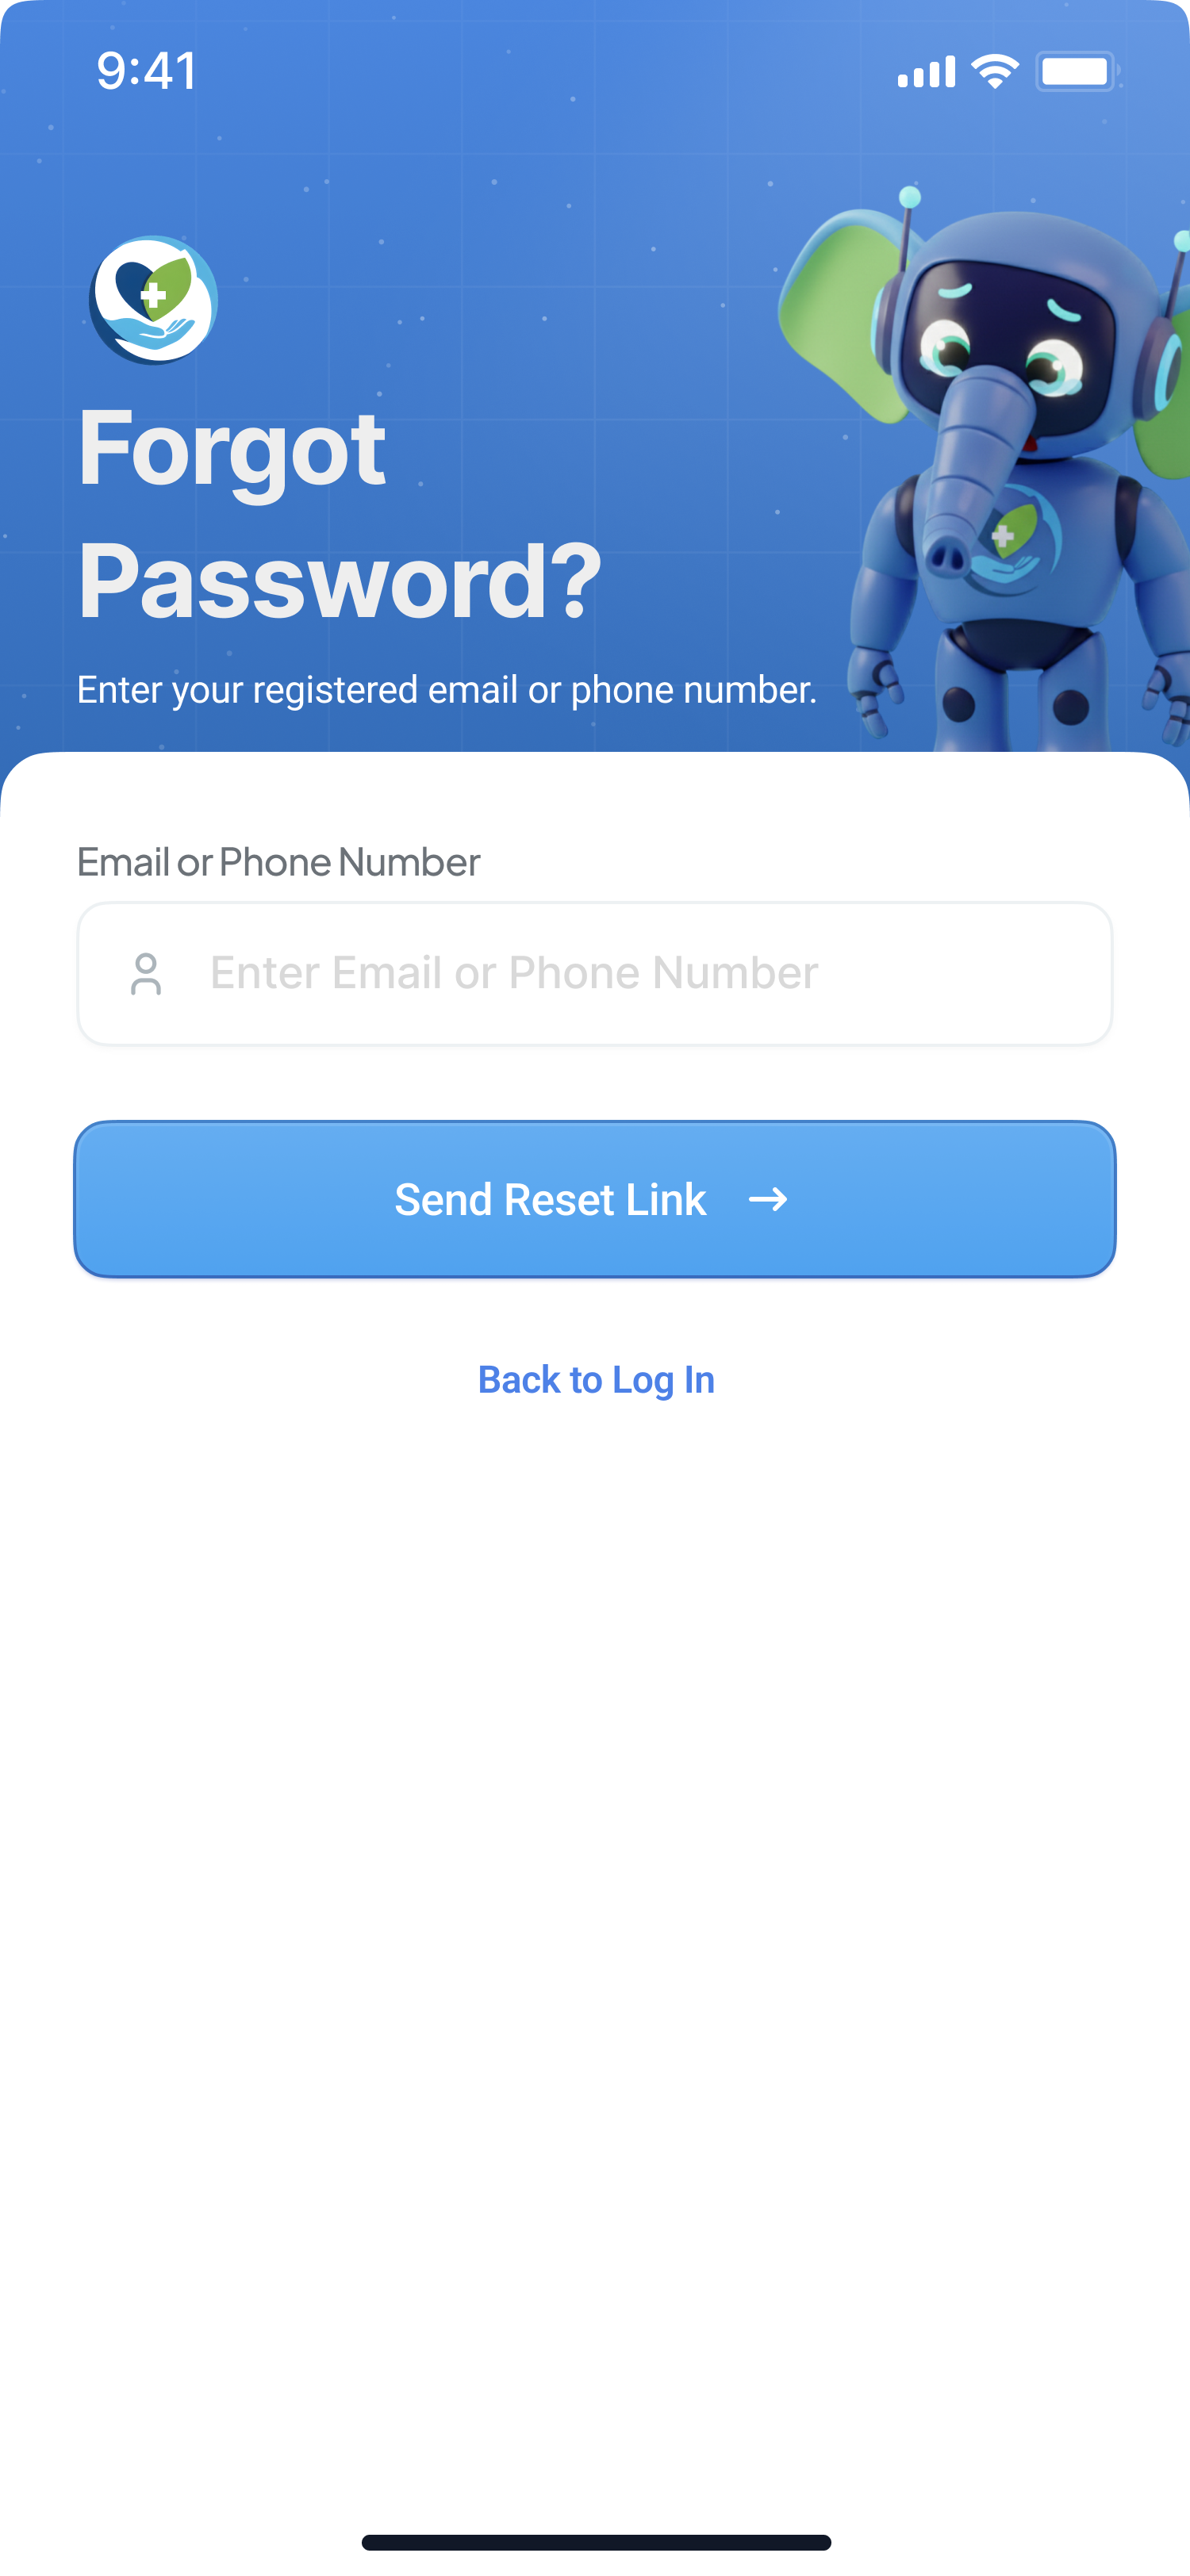 9:41
Forgot
Password?
Enter your registered email or phone number.
Email or Phone Number
Enter Email or Phone Number
Send Reset Link →
Back to Log In